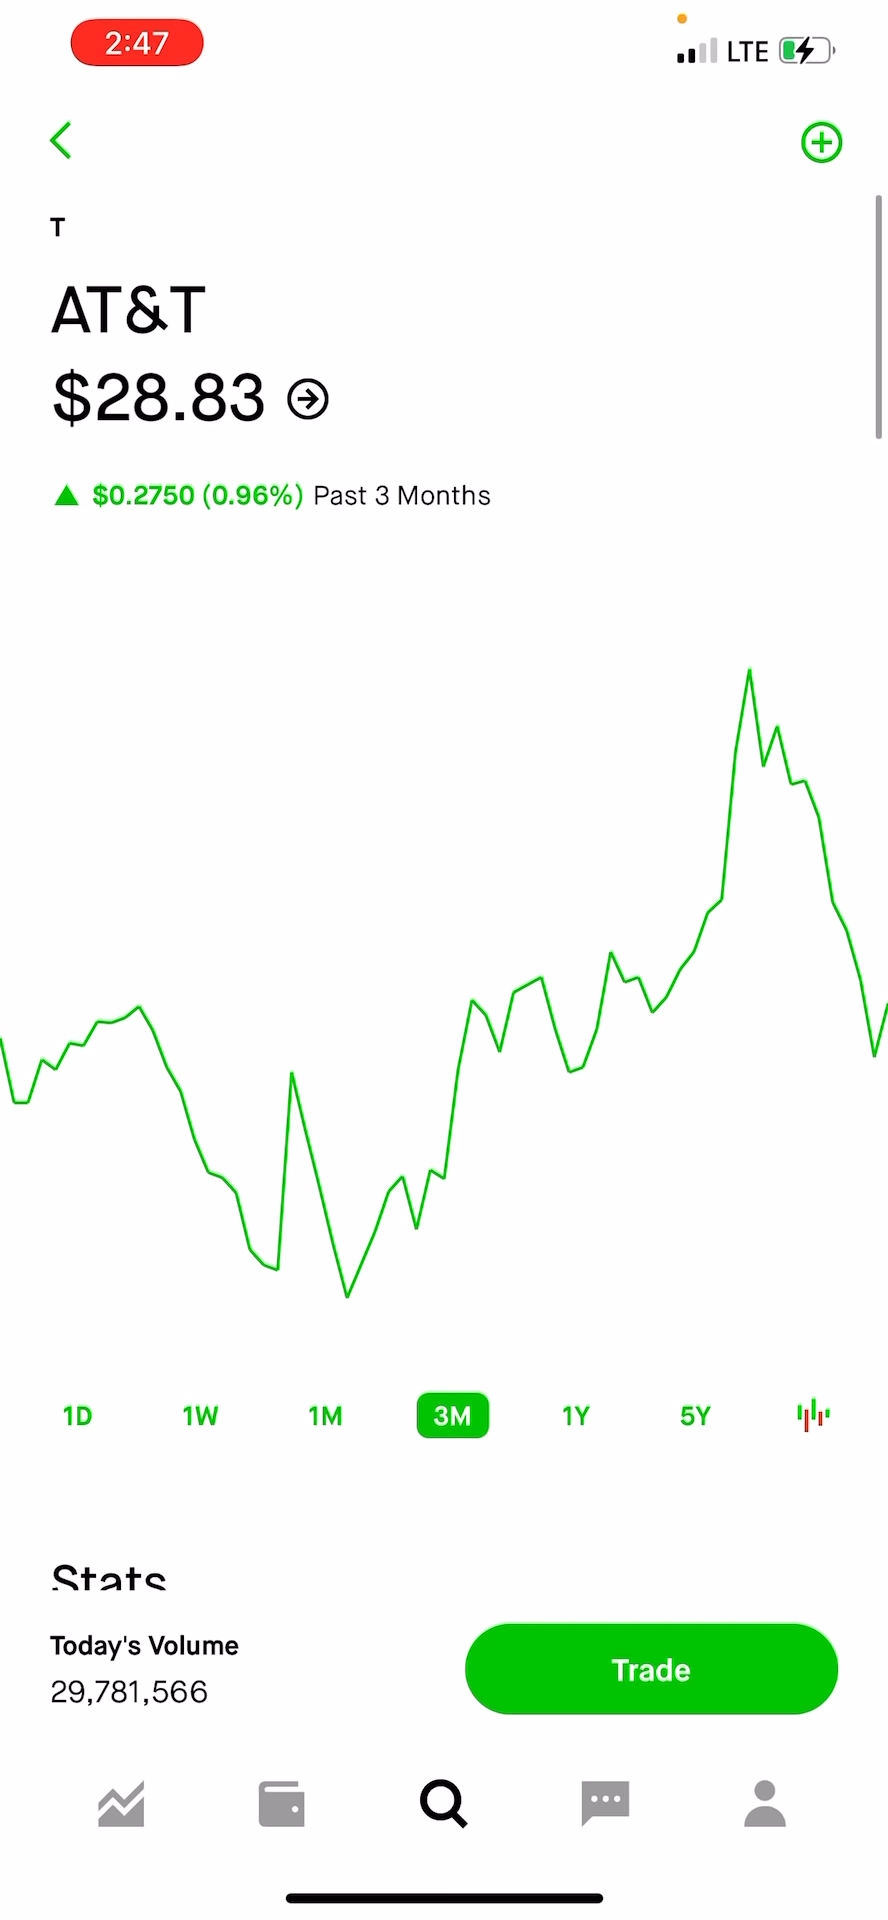 2:47
LTE
T
AT&T
$28.83
$0.2750 (0.96%) Past 3 Months
1D 1W 1M 3M 1Y 5Y
Stats
Today's Volume
29,781,566
Trade